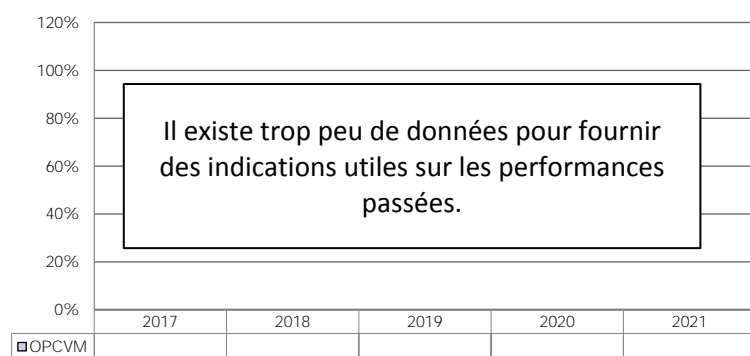 120%
100%
80%
60%
40%
20%
0%
Il existe trop peu de données pour fournir
des indications utiles sur les performances
passées.
2017 2018 2019 2020 2021
OPCVM